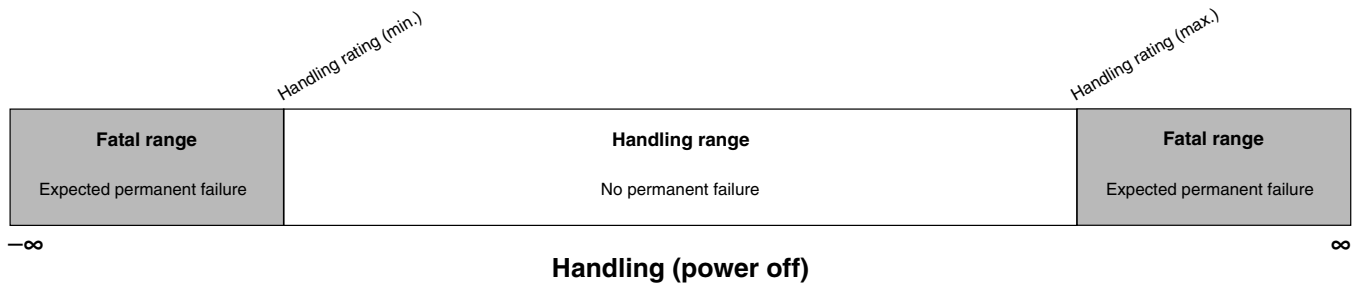 Handling rating (min.)
Handling rating (max.)
Fatal range
Handling range
Fatal range
Expected permanent failure
No permanent failure
Expected permanent failure
–∞
∞
Handling (power off)